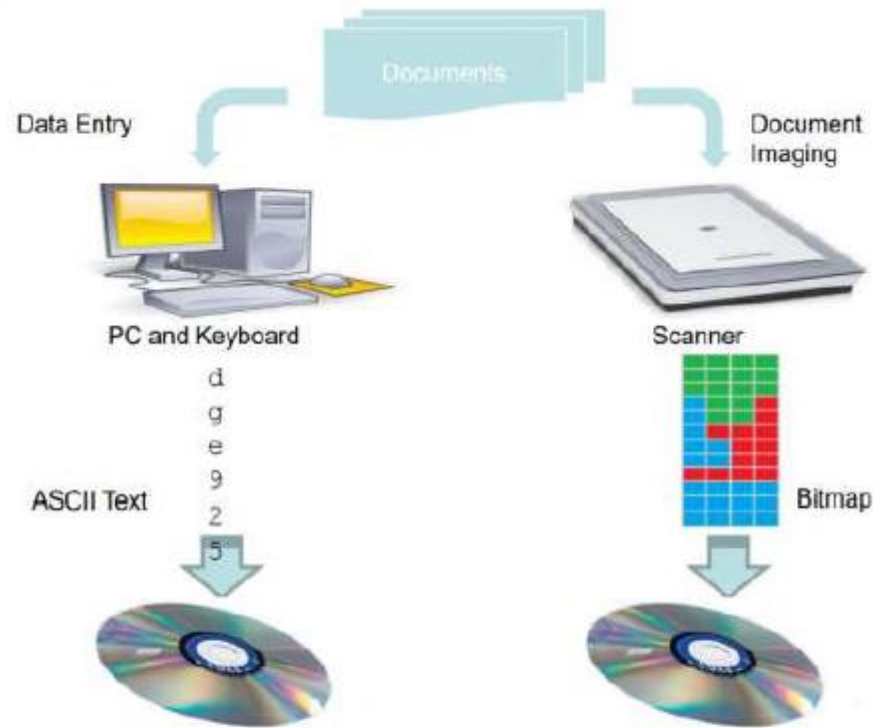 Documents
Data Entry
Document
Imaging
PC and Keyboard
Scanner
d
g
e
9
2
5
ASCII Text
Bitmap